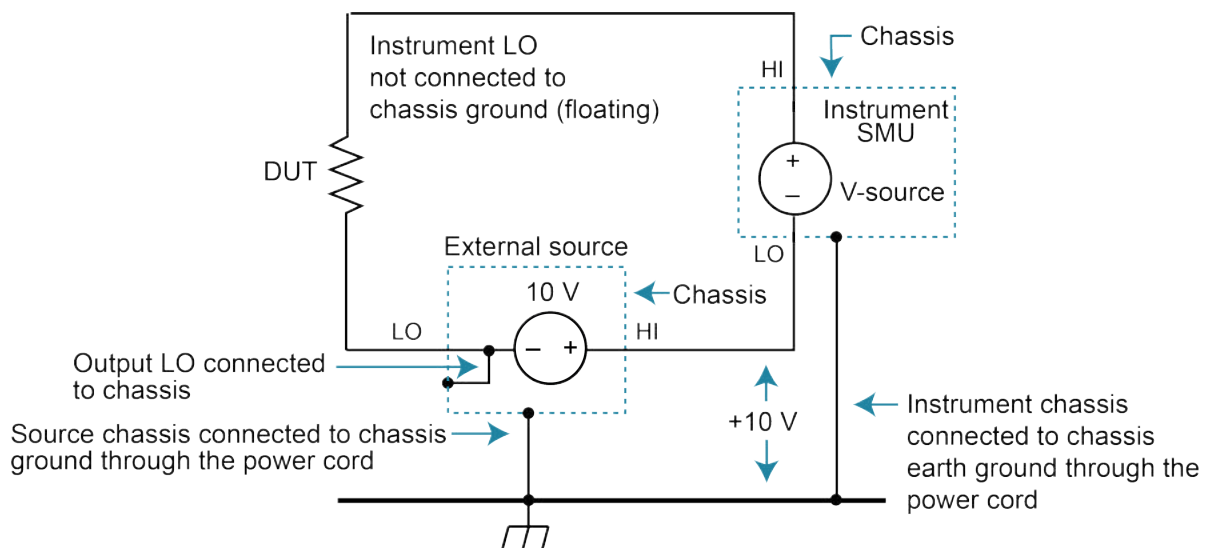 Chassis
Instrument LO
not connected to
chassis ground (floating)
HI
Instrument
SMU
+
DUT
V-source
–
External source
LO
10 V
Chassis
LO
HI
– +
Output LO connected
to chassis
+10 V
Source chassis connected to chassis
ground through the power cord
Instrument chassis
connected to chassis
earth ground through the
power cord